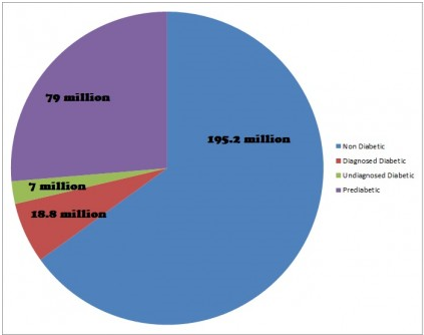 79 million
195.2 million
7 million
18.8 million
Non Diabetic
Diagnosed Diabetic
Undiagnosed Diabetic
Prediabetic